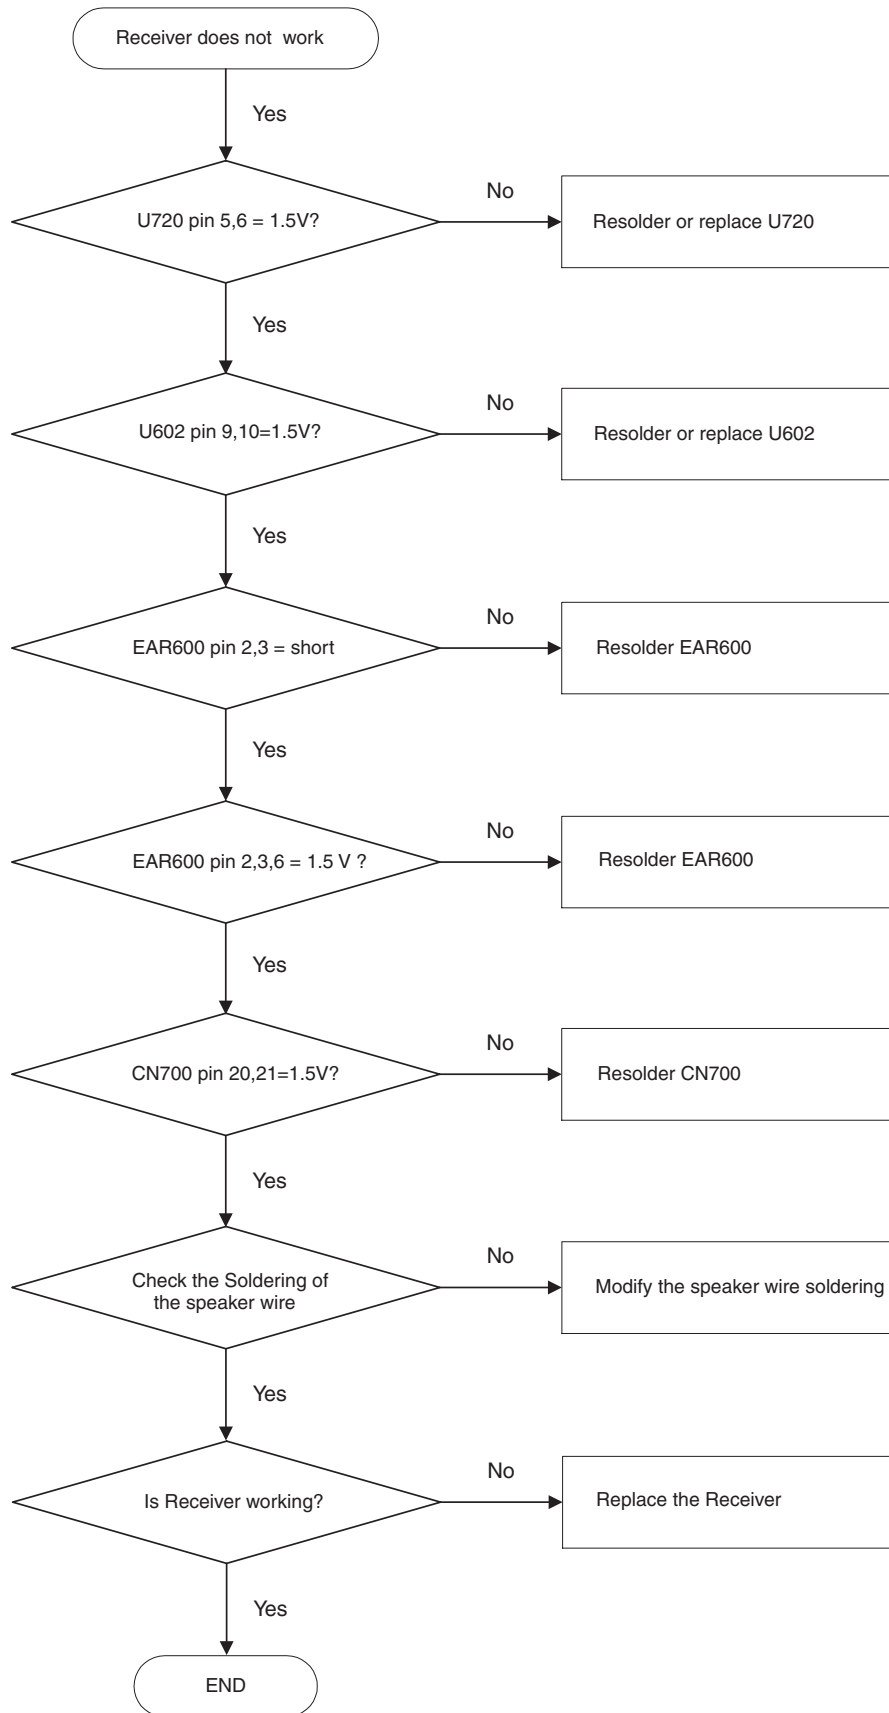 Receiver does not work
Yes
U720 pin 5,6 = 1.5V?
No
Resolder or replace U720
Yes
U602 pin 9,10=1.5V?
No
Resolder or replace U602
Yes
EAR600 pin 2,3 = short
No
Resolder EAR600
Yes
EAR600 pin 2,3,6 = 1.5 V ?
No
Resolder EAR600
Yes
CN700 pin 20,21=1.5V?
No
Resolder CN700
Yes
Check the Soldering of
the speaker wire
No
Modify the speaker wire soldering
Yes
Is Receiver working?
No
Replace the Receiver
Yes
END